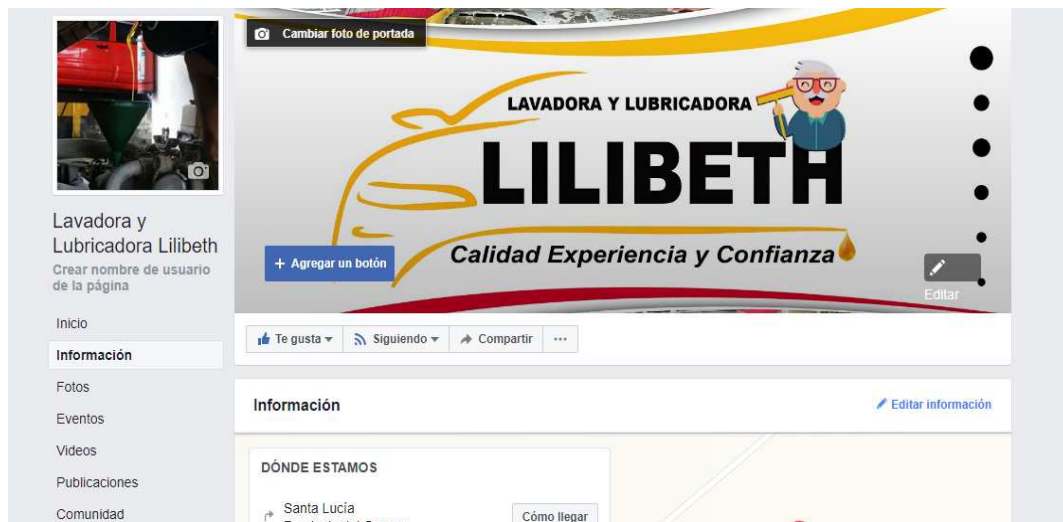 Cambiar foto de portada
LAVADORA Y LUBRICADORA
LILIBETH
Calidad Experiencia y Confianza
+ Agregar un botón
Editar
Lavadora y
Lubricadora Lilibeth
Crear nombre de usuario
de la página
Inicio
Información
Fotos
Eventos
Videos
Publicaciones
Comunidad
Te gusta
Siguiendo
Compartir
Información
Editar información
DÓNDE ESTAMOS
Santa Lucía
Cómo llegar